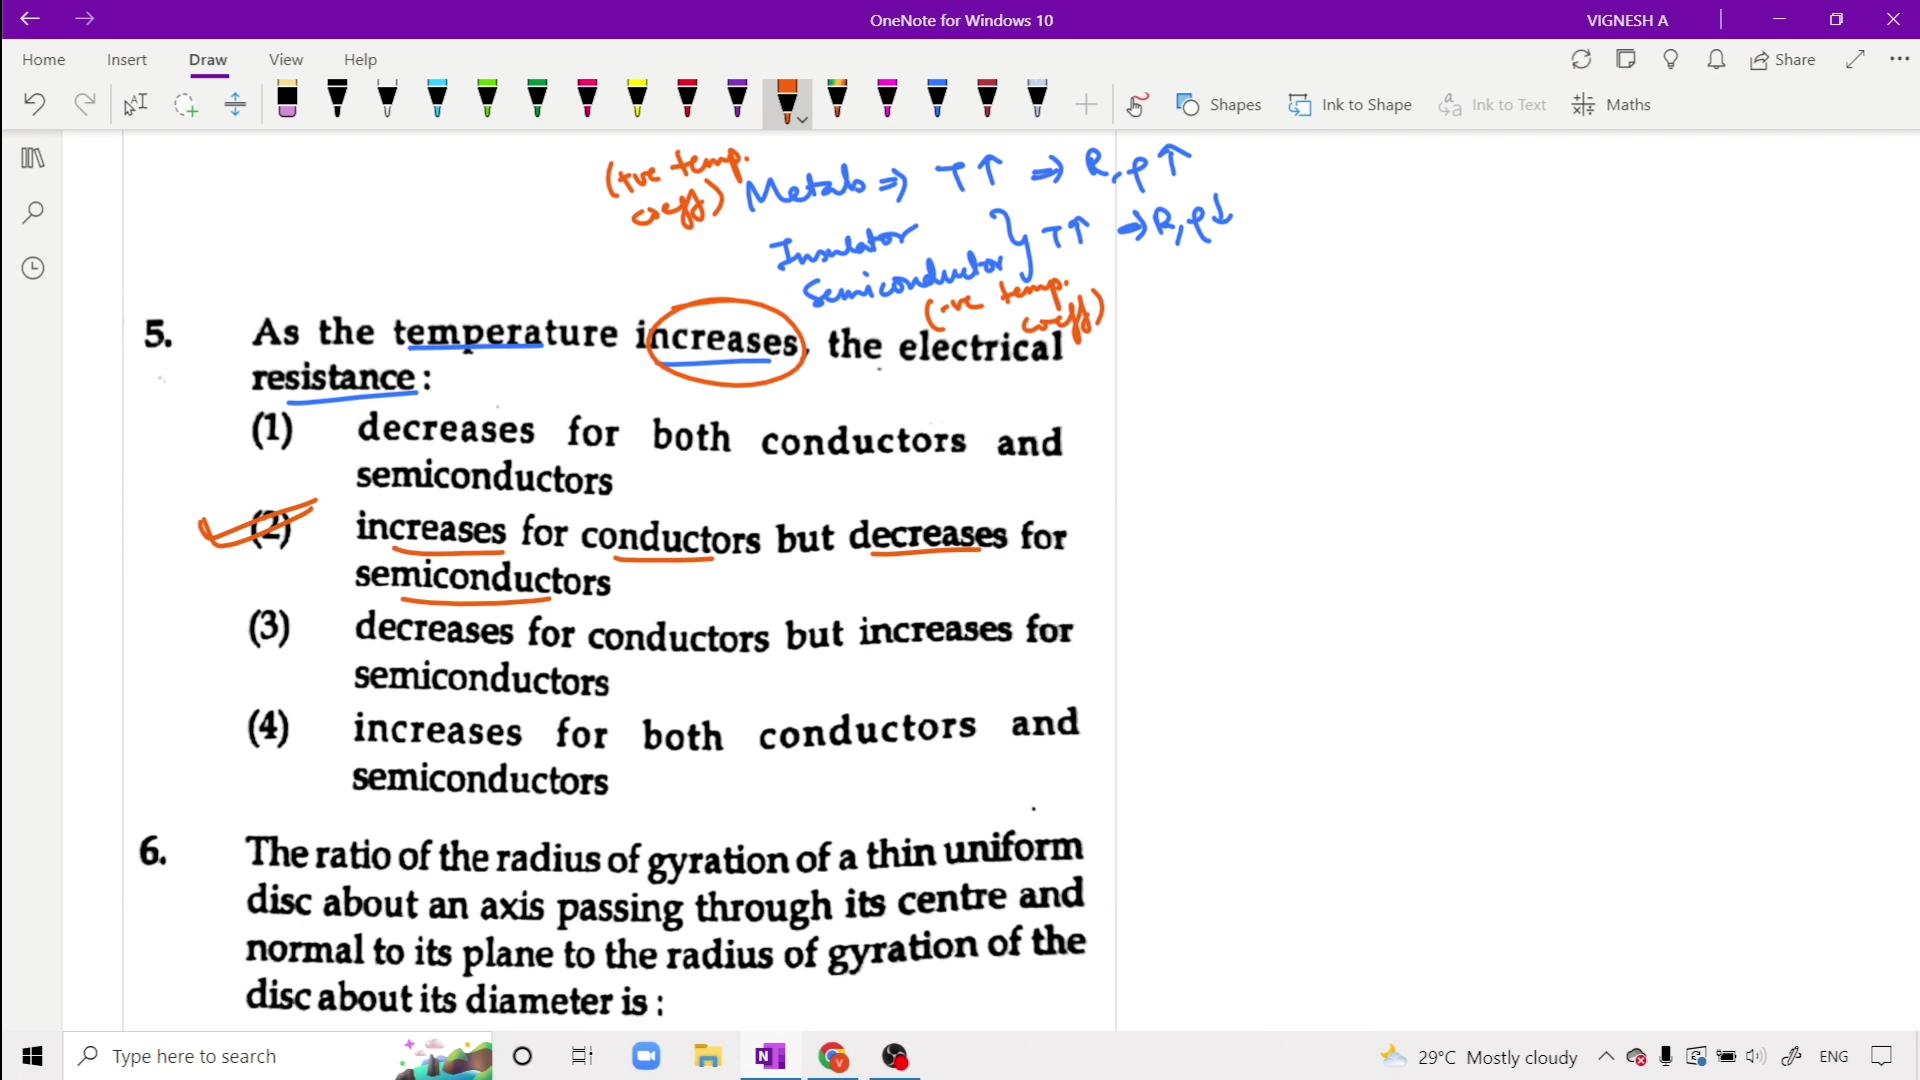 OneNote for Windows 10
VIGNESH A
Home Insert Draw View Help
Share
Shapes Ink to Shape Ink to Text Maths
(+ve temp. coeff) Metals ⇒ T↑ ⇒ R, ρ↑
Insulator
Semiconductor } T↑ ⇒ R, ρ↓
(-ve temp. coeff)
5. As the temperature increases, the electrical
resistance :
(1) decreases for both conductors and
semiconductors
(2) increases for conductors but decreases for
semiconductors
(3) decreases for conductors but increases for
semiconductors
(4) increases for both conductors and
semiconductors
6. The ratio of the radius of gyration of a thin uniform
disc about an axis passing through its centre and
normal to its plane to the radius of gyration of the
disc about its diameter is :
Type here to search
29°C Mostly cloudy
ENG